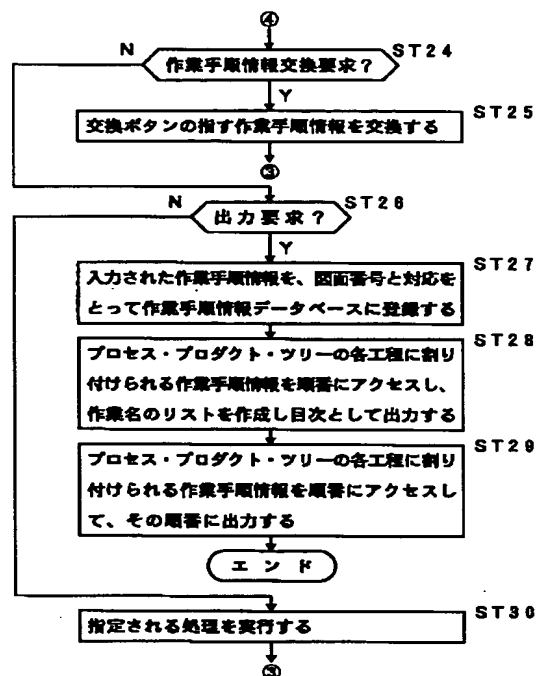 ④
N
作業手順情報交換要求？
ST24
Y
交換ボタンの指す作業手順情報を交換する
ST25
③
N
出力要求？
ST26
Y
入力された作業手順情報を、図面番号と対応を
とって作業手順情報データベースに登録する
ST27
プロセス・プロダクト・ツリーの各工程に割り
付けられる作業手順情報を順番にアクセスし、
作業名のリストを作成し目次として出力する
ST28
プロセス・プロダクト・ツリーの各工程に割り
付けられる作業手順情報を順番にアクセスし
て、その順番に出力する
ST29
エンド
指定される処理を実行する
ST30
③